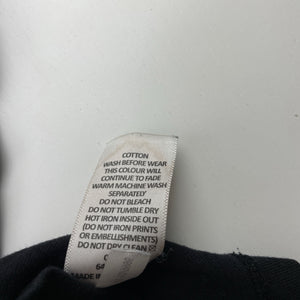 COTTON
WASH BEFORE WEAR
THIS COLOUR WILL
CONTINUE TO FADE
WARM MACHINE WASH
SEPARATELY
DO NOT BLEACH
DO NOT TUMBLE DRY
HOT IRON INSIDE OUT
(DO NOT IRON PRINTS
OR EMBELLISHMENTS)
DO NOT DRY CLEAN
MADE